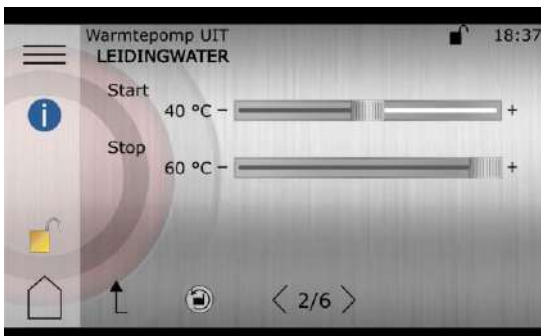 Warmtepomp UIT 18:37
LEIDINGWATER
Start
40 °C - +
Stop
60 °C - +
< 2/6 >